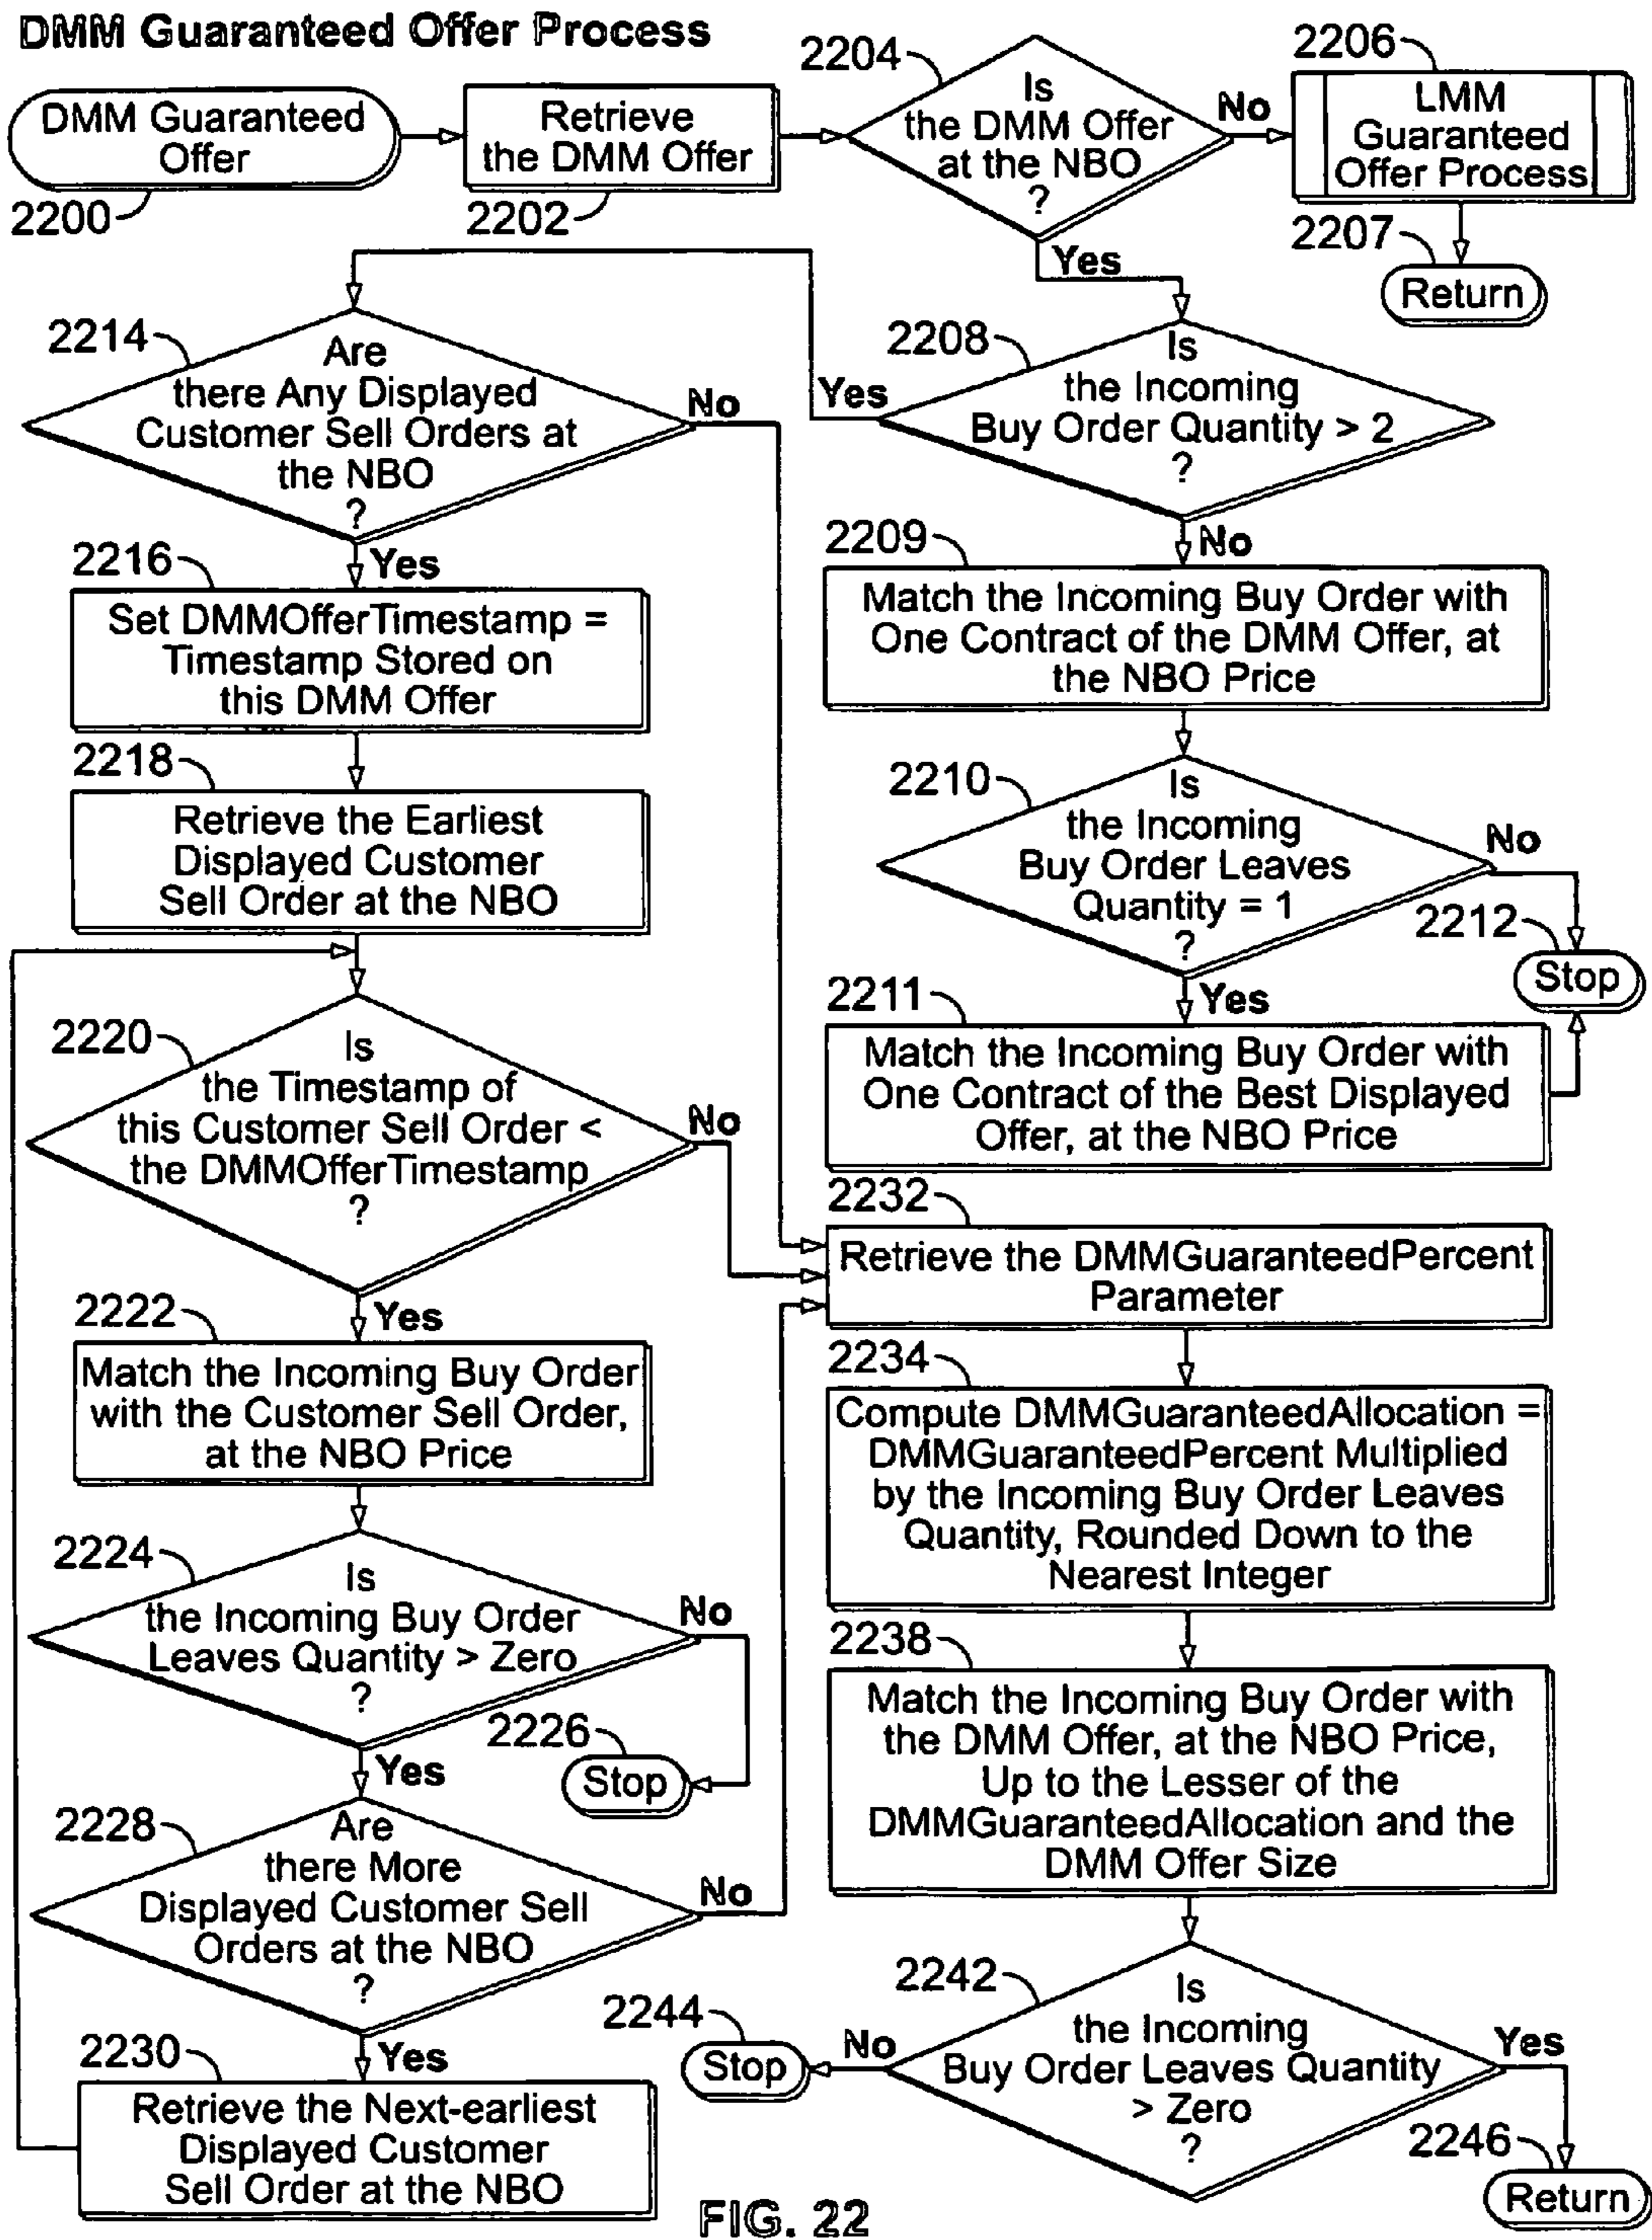 DMM Guaranteed Offer Process
2200
DMM Guaranteed
Offer
2202
Retrieve
the DMM Offer
2204
Is
the DMM Offer
at the NBO
?
No
Yes
2206
LMM
Guaranteed
Offer Process
2207
Return
2208
Is
the Incoming
Buy Order Quantity > 2
?
Yes
No
2209
Match the Incoming Buy Order with
One Contract of the DMM Offer, at
the NBO Price
2210
Is
the Incoming
Buy Order Leaves
Quantity = 1
?
No
Yes
2212
Stop
2211
Match the Incoming Buy Order with
One Contract of the Best Displayed
Offer, at the NBO Price
2214
Are
there Any Displayed
Customer Sell Orders at
the NBO
?
No
Yes
2216
Set DMMOfferTimestamp =
Timestamp Stored on
this DMM Offer
2218
Retrieve the Earliest
Displayed Customer
Sell Order at the NBO
2220
Is
the Timestamp of
this Customer Sell Order <
the DMMOfferTimestamp
?
No
Yes
2222
Match the Incoming Buy Order
with the Customer Sell Order,
at the NBO Price
2224
Is
the Incoming Buy Order
Leaves Quantity > Zero
?
No
Yes
2226
Stop
2228
Are
there More
Displayed Customer Sell
Orders at the NBO
?
No
Yes
2230
Retrieve the Next-earliest
Displayed Customer
Sell Order at the NBO
2232
Retrieve the DMMGuaranteedPercent
Parameter
2234
Compute DMMGuaranteedAllocation =
DMMGuaranteedPercent Multiplied
by the Incoming Buy Order Leaves
Quantity, Rounded Down to the
Nearest Integer
2238
Match the Incoming Buy Order with
the DMM Offer, at the NBO Price,
Up to the Lesser of the
DMMGuaranteedAllocation and the
DMM Offer Size
2242
Is
the Incoming
Buy Order Leaves Quantity
> Zero
?
No
Yes
2244
Stop
2246
Return
FIG. 22